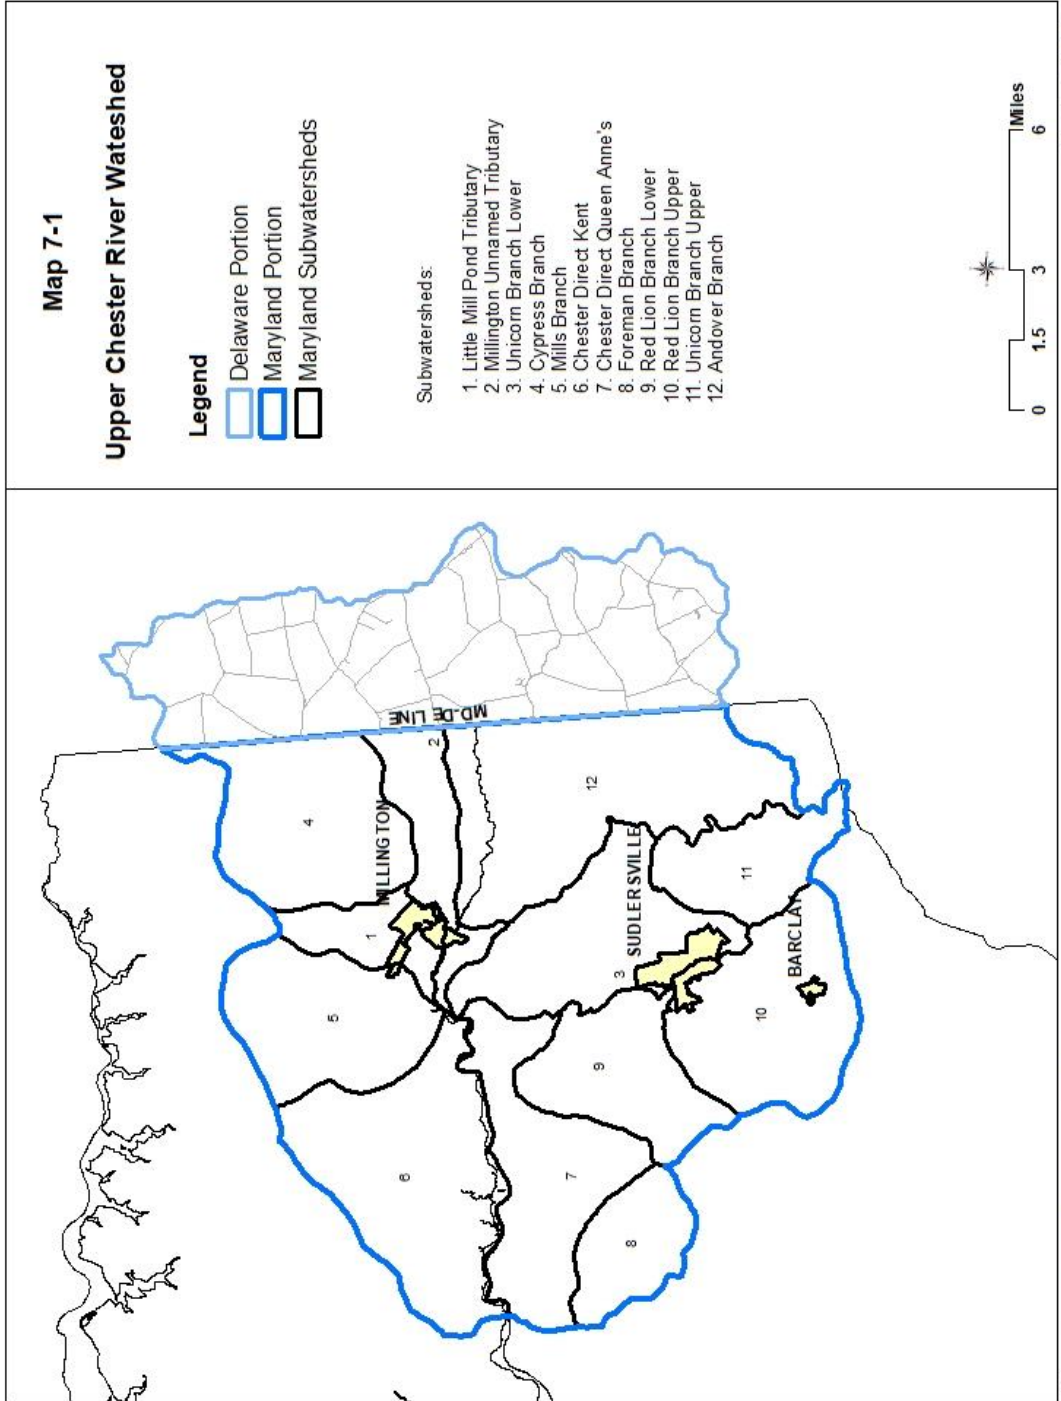 Map 7-1
Upper Chester River Wateshed
Legend
Delaware Portion
Maryland Portion
Maryland Subwatersheds
Subwatersheds:
1. Little Mill Pond Tributary
2. Millington Unnamed Tributary
3. Unicorn Branch Lower
4. Cypress Branch
5. Mills Branch
6. Chester Direct Kent
7. Chester Direct Queen Anne's
8. Foreman Branch
9. Red Lion Branch Lower
10. Red Lion Branch Upper
11. Unicorn Branch Upper
12. Andover Branch
Miles
0 1.5 3 6
MD-DE LINE
2
4
MILLINGTON
1
12
5
SUDLERSVILLE
11
3
BARCLAY
10
9
6
7
8